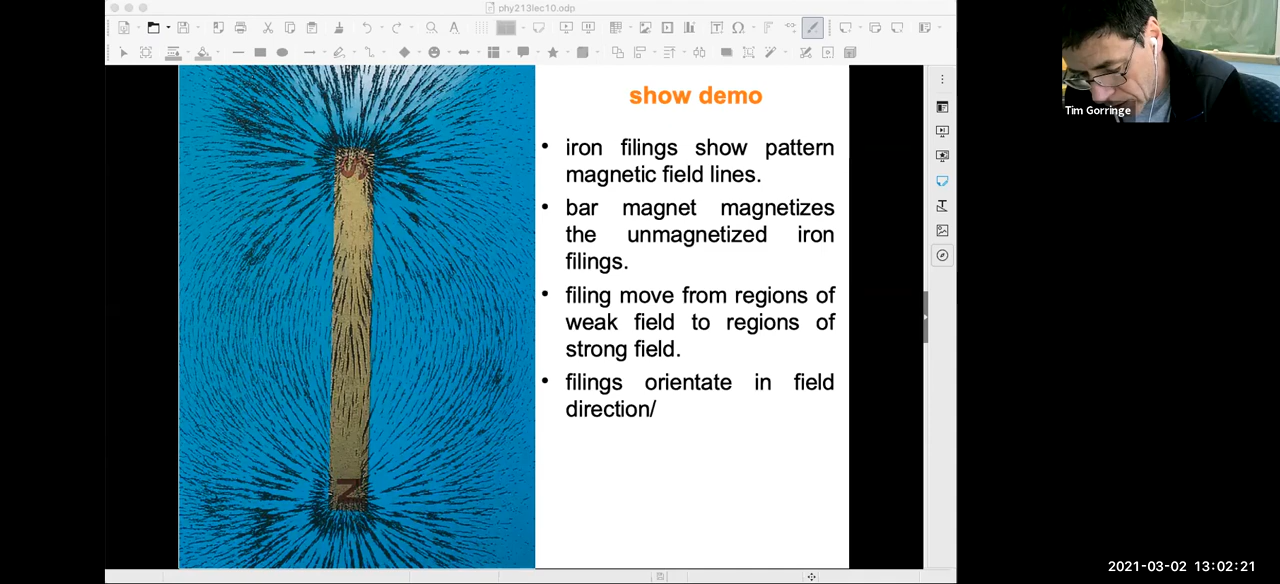 phy213lec10.odp
show demo
• iron filings show pattern
magnetic field lines.
• bar magnet magnetizes
the unmagnetized iron
filings.
• filing move from regions of
weak field to regions of
strong field.
• filings orientate in field
direction/
S
N
Tim Gorringe
2021-03-02 13:02:21